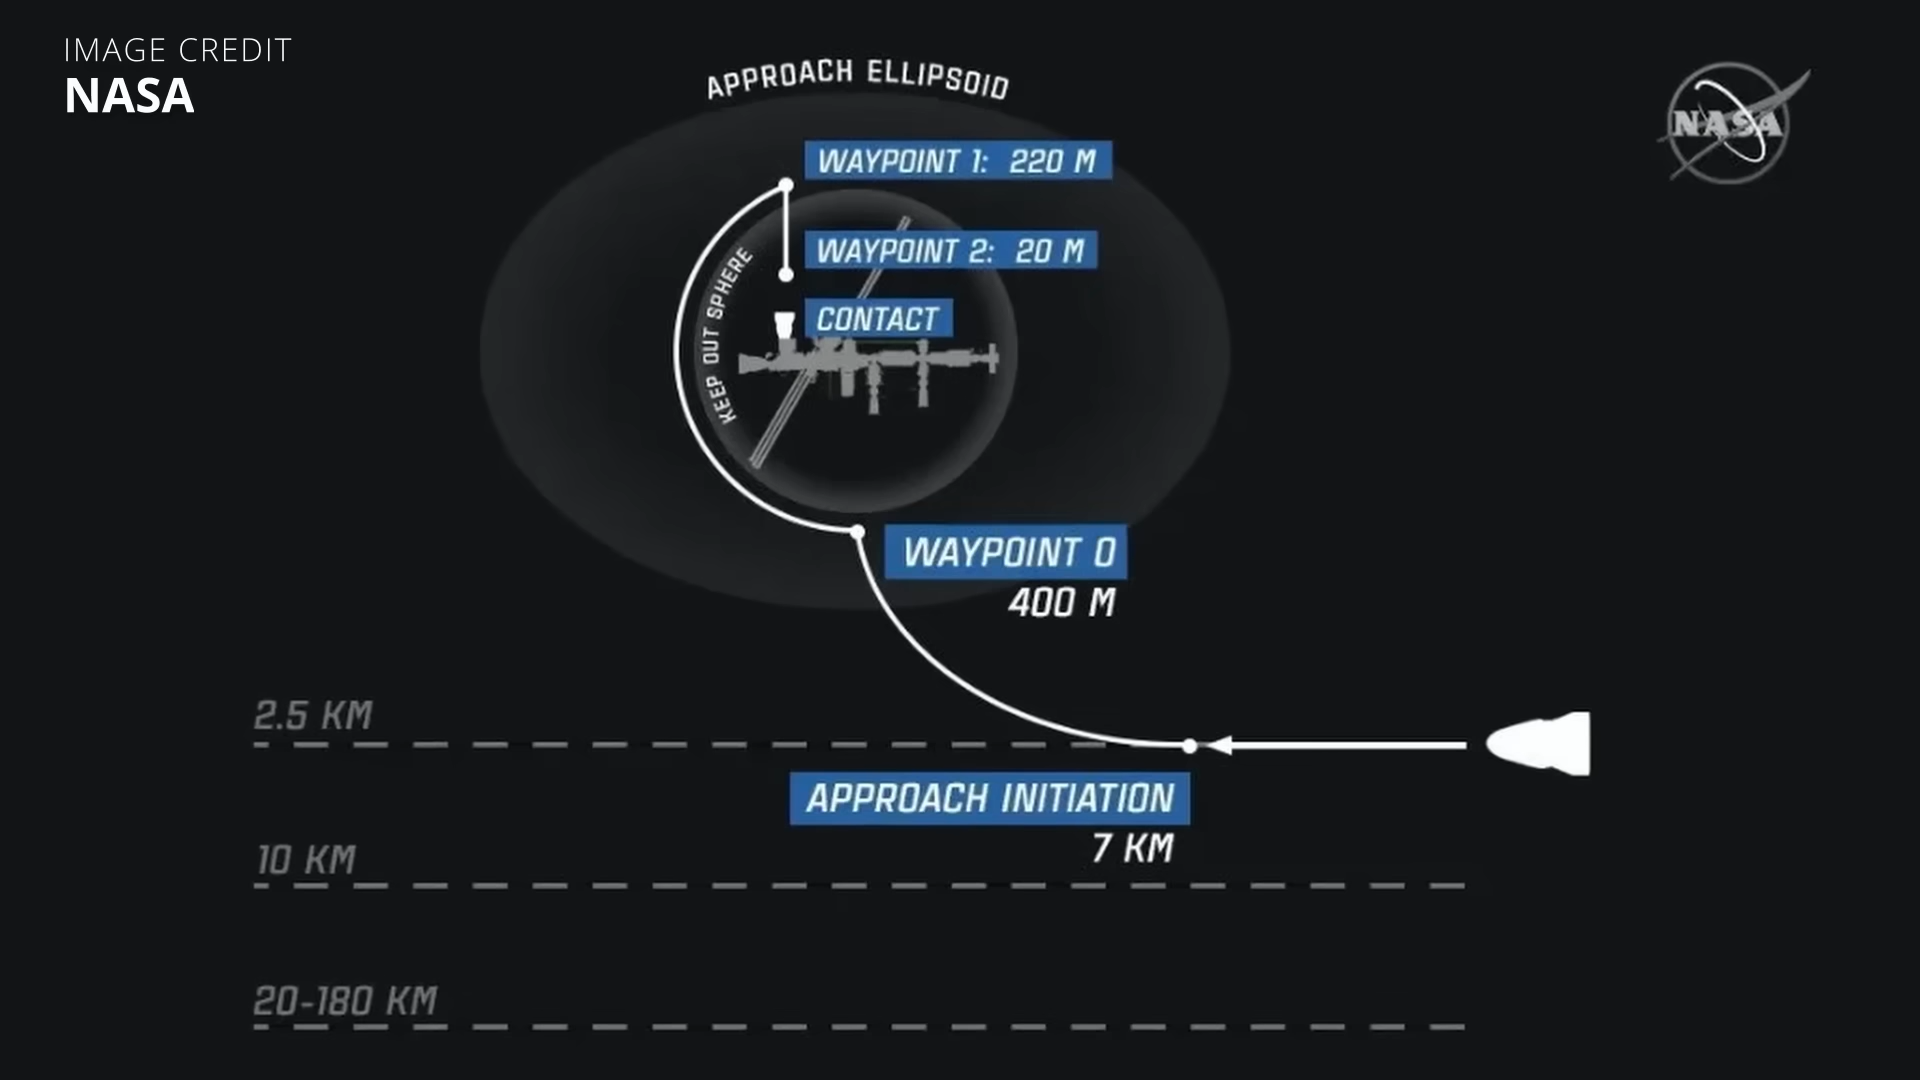 IMAGE CREDIT
NASA
NASA
APPROACH ELLIPSOID
WAYPOINT 1: 220 M
WAYPOINT 2: 20 M
KEEP OUT SPHERE
CONTACT
WAYPOINT 0
400 M
2.5 KM
APPROACH INITIATION
7 KM
10 KM
20-180 KM